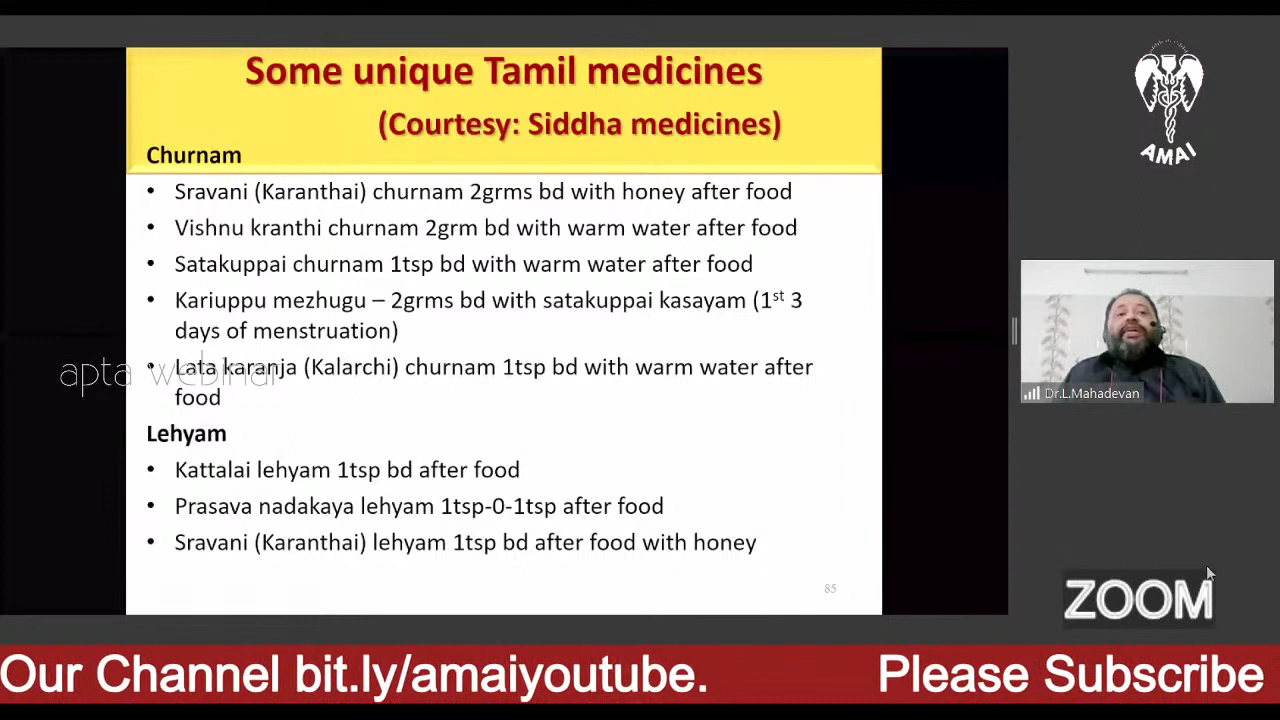 Some unique Tamil medicines
(Courtesy: Siddha medicines)
Churnam
• Sravani (Karanthai) churnam 2grms bd with honey after food
• Vishnu kranthi churnam 2grm bd with warm water after food
• Satakuppai churnam 1tsp bd with warm water after food
• Kariuppu mezhugu – 2grms bd with satakuppai kasayam (1st 3
days of menstruation)
• Lata karanja (Kalarchi) churnam 1tsp bd with warm water after
food
Lehyam
• Kattalai lehyam 1tsp bd after food
• Prasava nadakaya lehyam 1tsp-0-1tsp after food
• Sravani (Karanthai) lehyam 1tsp bd after food with honey
85
apta webinar
AMAI
Dr.L.Mahadevan
ZOOM
Our Channel bit.ly/amaiyoutube. Please Subscribe